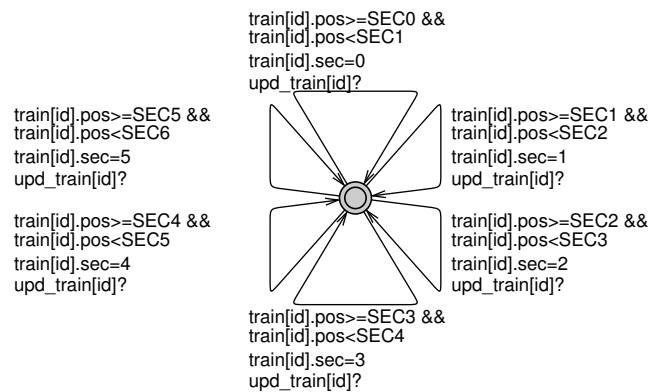 train[id].pos>=SEC0 &&
train[id].pos<SEC1
train[id].sec=0
upd_train[id]?
train[id].pos>=SEC5 &&
train[id].pos<SEC6
train[id].sec=5
upd_train[id]?
train[id].pos>=SEC1 &&
train[id].pos<SEC2
train[id].sec=1
upd_train[id]?
train[id].pos>=SEC4 &&
train[id].pos<SEC5
train[id].sec=4
upd_train[id]?
train[id].pos>=SEC2 &&
train[id].pos<SEC3
train[id].sec=2
upd_train[id]?
train[id].pos>=SEC3 &&
train[id].pos<SEC4
train[id].sec=3
upd_train[id]?